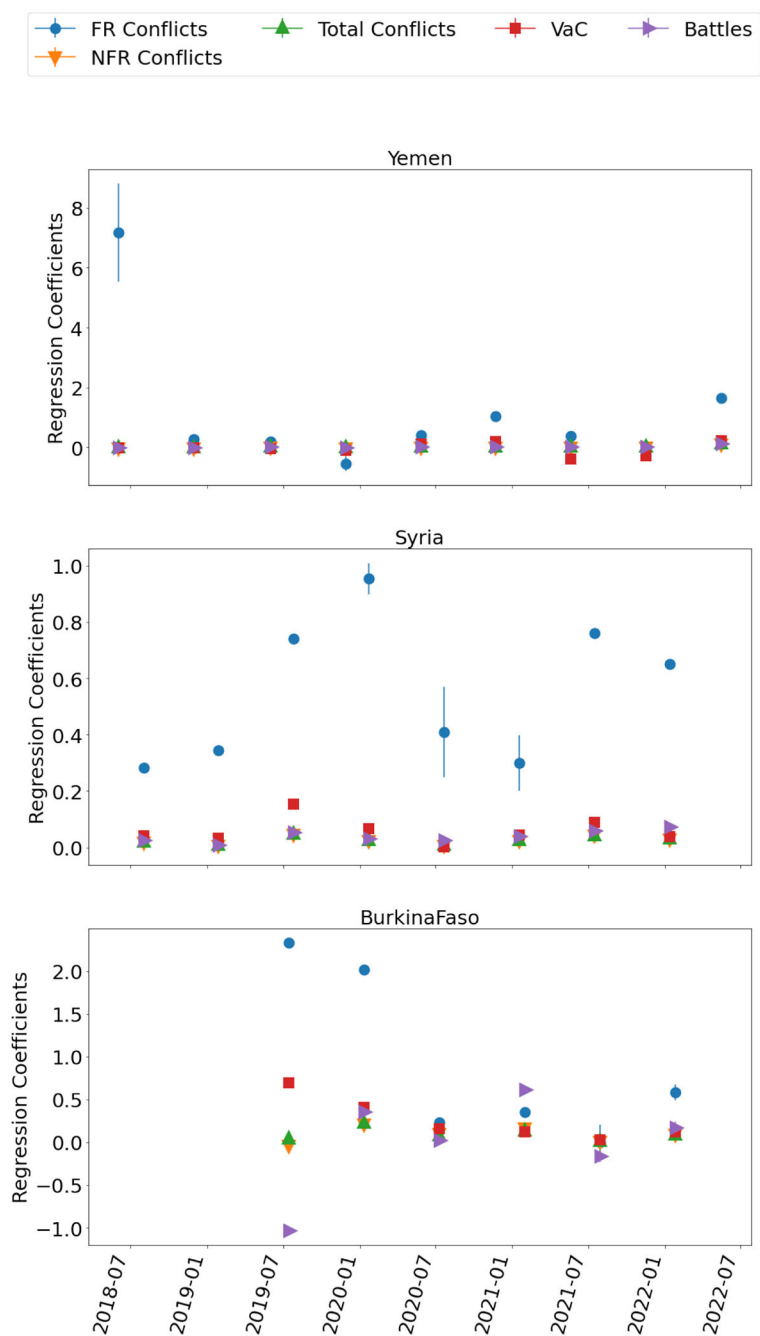 FR Conflicts Total Conflicts VaC Battles
NFR Conflicts
Yemen
Regression Coefficients
8
6
4
2
0
Syria
Regression Coefficients
1.0
0.8
0.6
0.4
0.2
0.0
BurkinaFaso
Regression Coefficients
2.0
1.5
1.0
0.5
0.0
−0.5
−1.0
2018-07 2019-01 2019-07 2020-01 2020-07 2021-01 2021-07 2022-01 2022-07